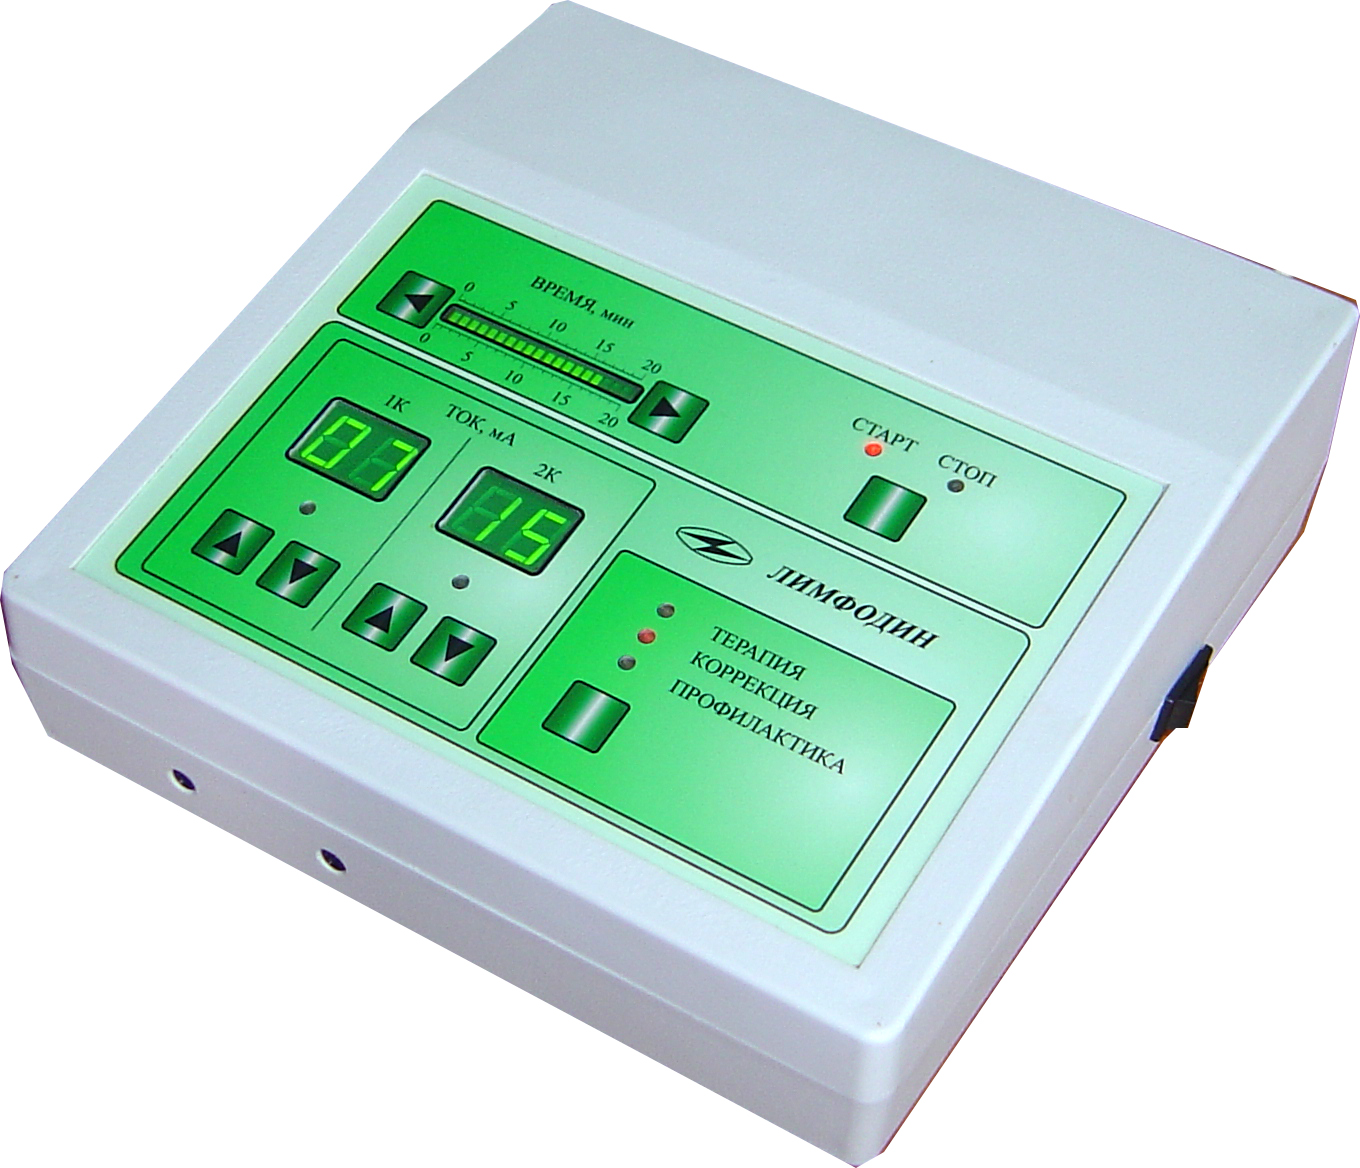 ВРЕМЯ, мин
0 5 10 15 20
0 5 10 15 20
СТАРТ СТОП
ТОК, мА
1К 2К
07 15
ЛИМФОДИН
ТЕРАПИЯ
КОРРЕКЦИЯ
ПРОФИЛАКТИКА